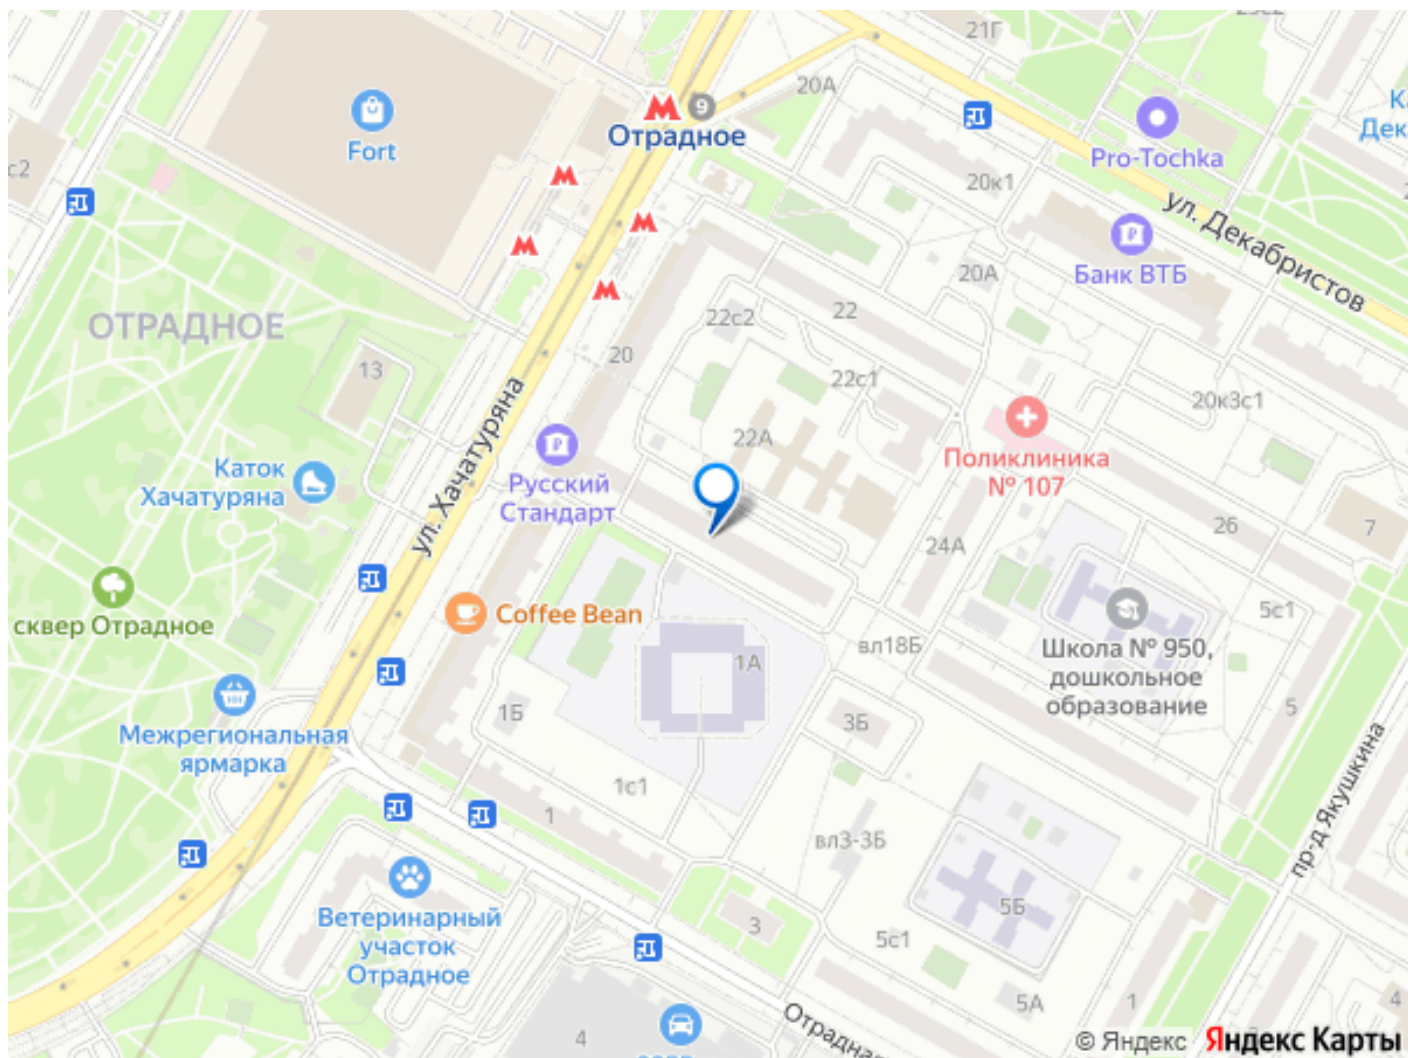 21Г
20А
Fort
9
Отрадное
Pro-Tochka
20к1
ул. Декабристов
Банк ВТБ
20А
22с2
22
ОТРАДНОЕ
20
13
22с1
20к3с1
ул. Хачатуряна
22А
Поликлиника
№ 107
Каток
Хачатуряна
Русский
Стандарт
26
7
24А
Coffee Bean
сквер Отрадное
5с1
вл18Б
Школа № 950,
дошкольное
образование
1А
5
1Б
3Б
Межрегиональная
ярмарка
1с1
1
вл3-3Б
пр-д Якушкина
Ветеринарный
участок
Отрадное
3
5Б
5с1
5А
1
4
4
Отрадная
© Яндекс Яндекс Карты